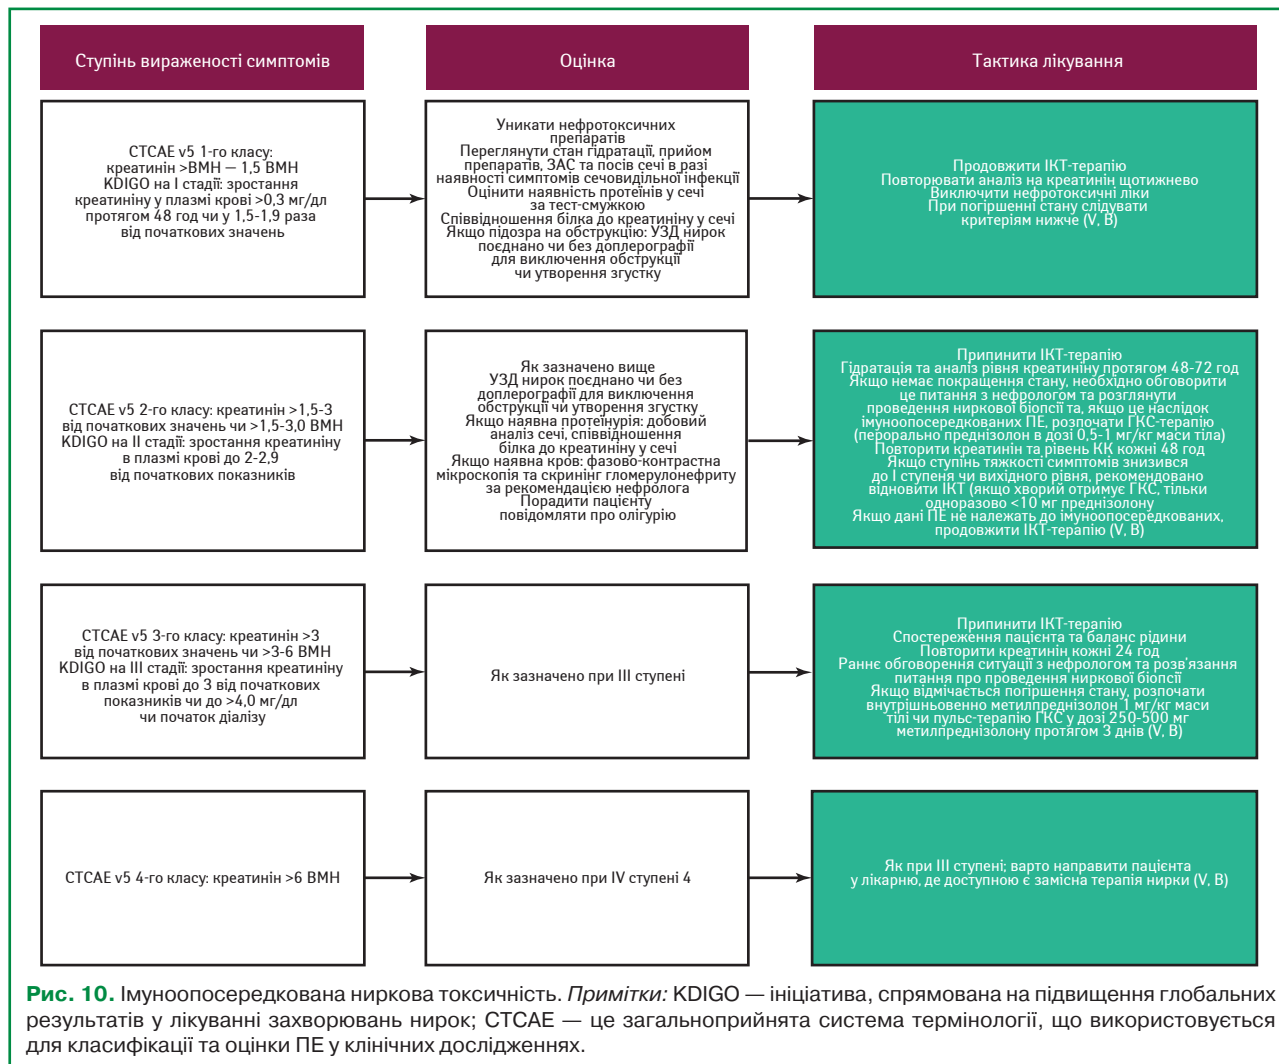 Ступінь вираженості симптомів
Оцінка
Тактика лікування
CTCAE v5 1-го класу:
креатинін >ВМН — 1,5 ВМН
KDIGO на I стадії: зростання
креатиніну у плазмі крові >0,3 мг/дл
протягом 48 год чи у 1,5-1,9 раза
від початкових значень
Уникати нефротоксичних
препаратів
Переглянути стан гідратації, прийом
препаратів, ЗАС та посів сечі в разі
наявності симптомів сечовидільної інфекції
Оцінити наявність протеїнів у сечі
за тест-смужкою
Співвідношення білка до креатиніну у сечі
Якщо підозра на обструкцію: УЗД нирок
поєднано чи без доплерографії
для виключення обструкції
чи утворення згустку
Продовжити ІКТ-терапію
Повторювати аналіз на креатинін щотижнево
Виключити нефротоксичні ліки
При погіршенні стану слідувати
критеріям нижче (V, B)
CTCAE v5 2-го класу: креатинін >1,5-3
від початкових значень чи >1,5-3,0 ВМН
KDIGO на II стадії: зростання креатиніну
в плазмі крові до 2-2,9
від початкових показників
Як зазначено вище
УЗД нирок поєднано чи без
доплерографії для виключення
обструкції чи утворення згустку
Якщо наявна протеїнурія: добовий
аналіз сечі, співвідношення
білка до креатиніну у сечі
Якщо наявна кров: фазово-контрастна
мікроскопія та скринінг гломерулонефриту
за рекомендацією нефролога
Порадити пацієнту
повідомляти про олігурію
Припинити ІКТ-терапію
Гідратація та аналіз рівня креатиніну протягом 48-72 год
Якщо немає покращення стану, необхідно обговорити
це питання з нефрологом та розглянути
проведення ниркової біопсії та, якщо це наслідок
імуноопосередкованих ПЕ, розпочати ГКС-терапію
(перорально преднізолон в дозі 0,5-1 мг/кг маси тіла)
Повторити креатинін та рівень КК кожні 48 год
Якщо ступінь тяжкості симптомів знизився
до І ступеня чи вихідного рівня, рекомендовано
відновити ІКТ (якщо хворий отримує ГКС, тільки
одноразово <10 мг преднізолону
Якщо дані ПЕ не належать до імуноопосередкованих,
продовжити ІКТ-терапію (V, B)
CTCAE v5 3-го класу: креатинін >3
від початкових значень чи >3-6 ВМН
KDIGO на III стадії: зростання креатиніну
в плазмі крові до 3 від початкових
показників чи до >4,0 мг/дл
чи початок діалізу
Як зазначено при III ступені
Припинити ІКТ-терапію
Спостереження пацієнта та баланс рідини
Повторити креатинін кожні 24 год
Раннє обговорення ситуації з нефрологом та розв'язання
питання про проведення ниркової біопсії
Якщо відмічається погіршення стану, розпочати
внутрішньовенно метилпреднізолон 1 мг/кг маси
тілі чи пульс-терапію ГКС у дозі 250-500 мг
метилпреднізолону протягом 3 днів (V, B)
CTCAE v5 4-го класу: креатинін >6 ВМН
Як зазначено при IV ступені 4
Як при III ступені; варто направити пацієнта
у лікарню, де доступною є замісна терапія нирки (V, B)
Рис. 10. Імуноопосередкована ниркова токсичність. Примітки: KDIGO — ініціатива, спрямована на підвищення глобальних
результатів у лікуванні захворювань нирок; CTCAE — це загальноприйнята система термінології, що використовується
для класифікації та оцінки ПЕ у клінічних дослідженнях.